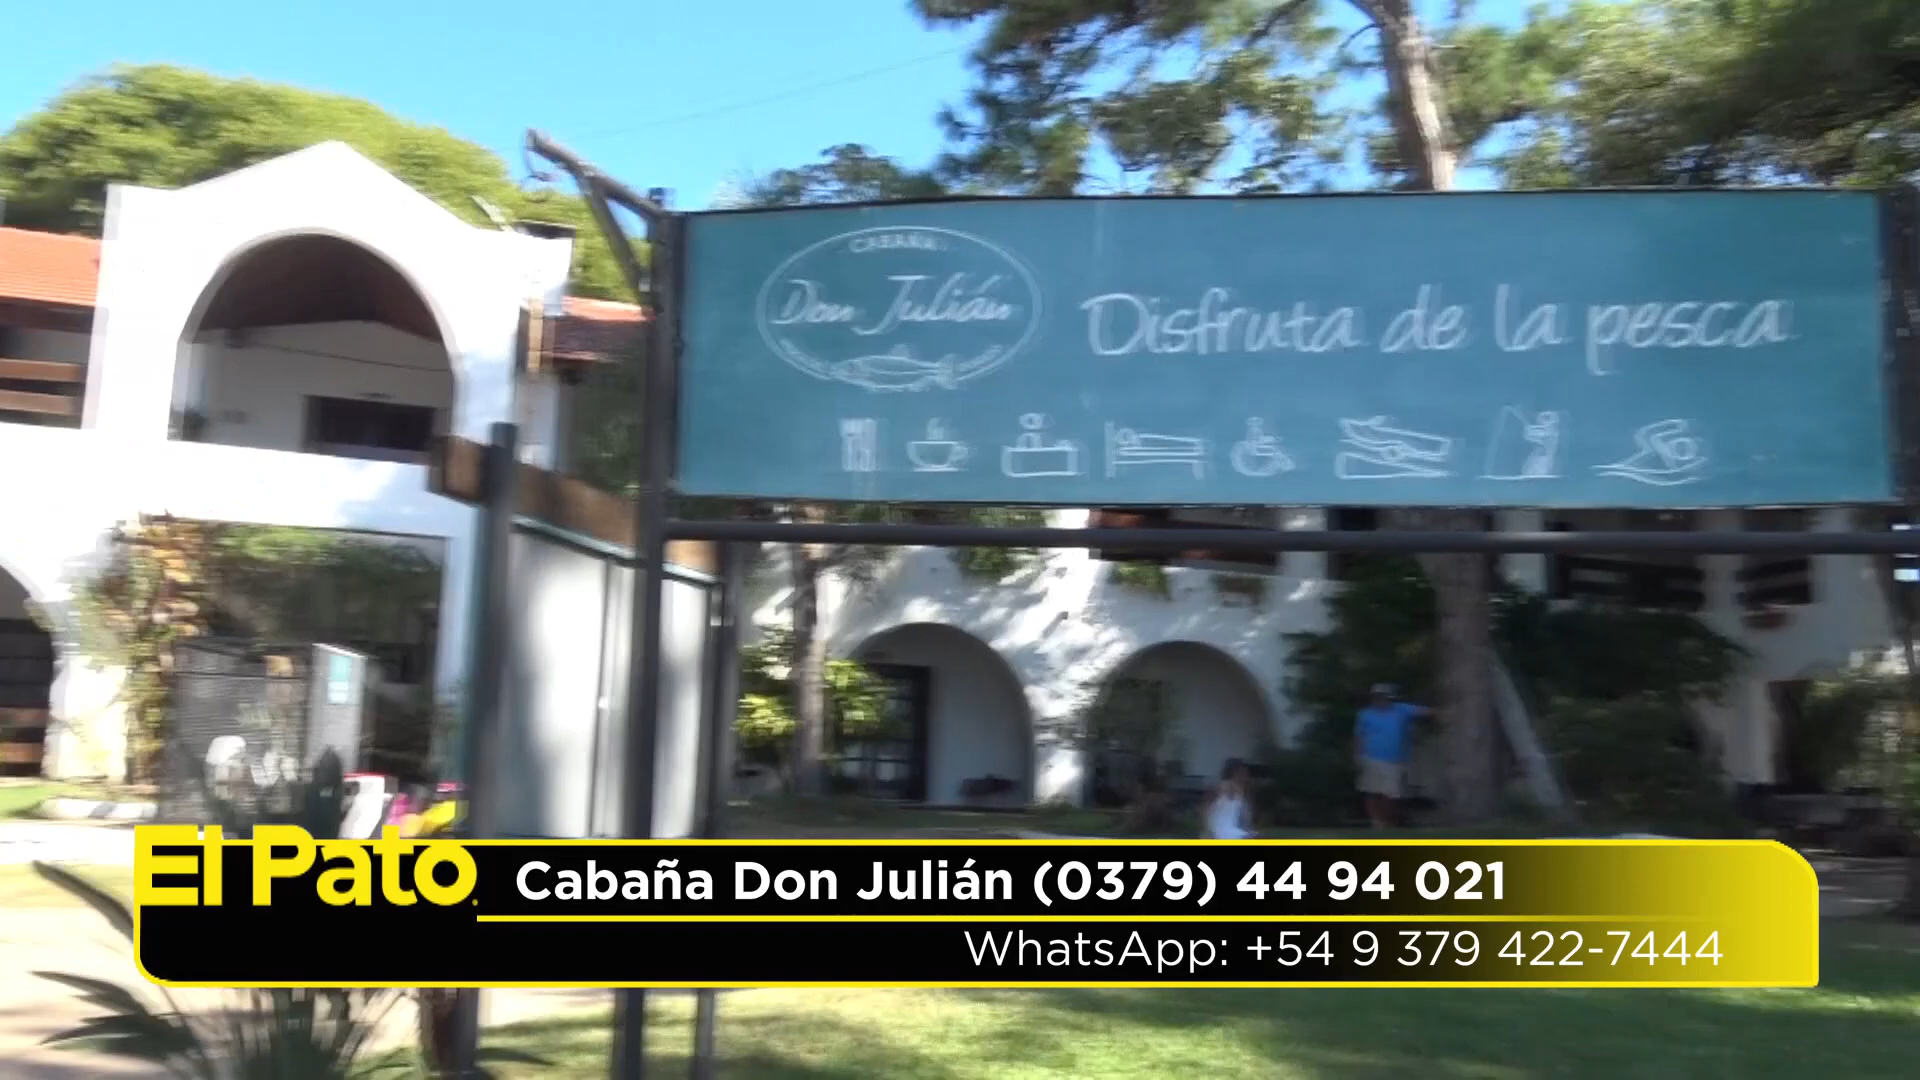 CABAÑA
Don Julián
Disfruta de la pesca
El Pato
Cabaña Don Julián (0379) 44 94 021
WhatsApp: +54 9 379 422-7444